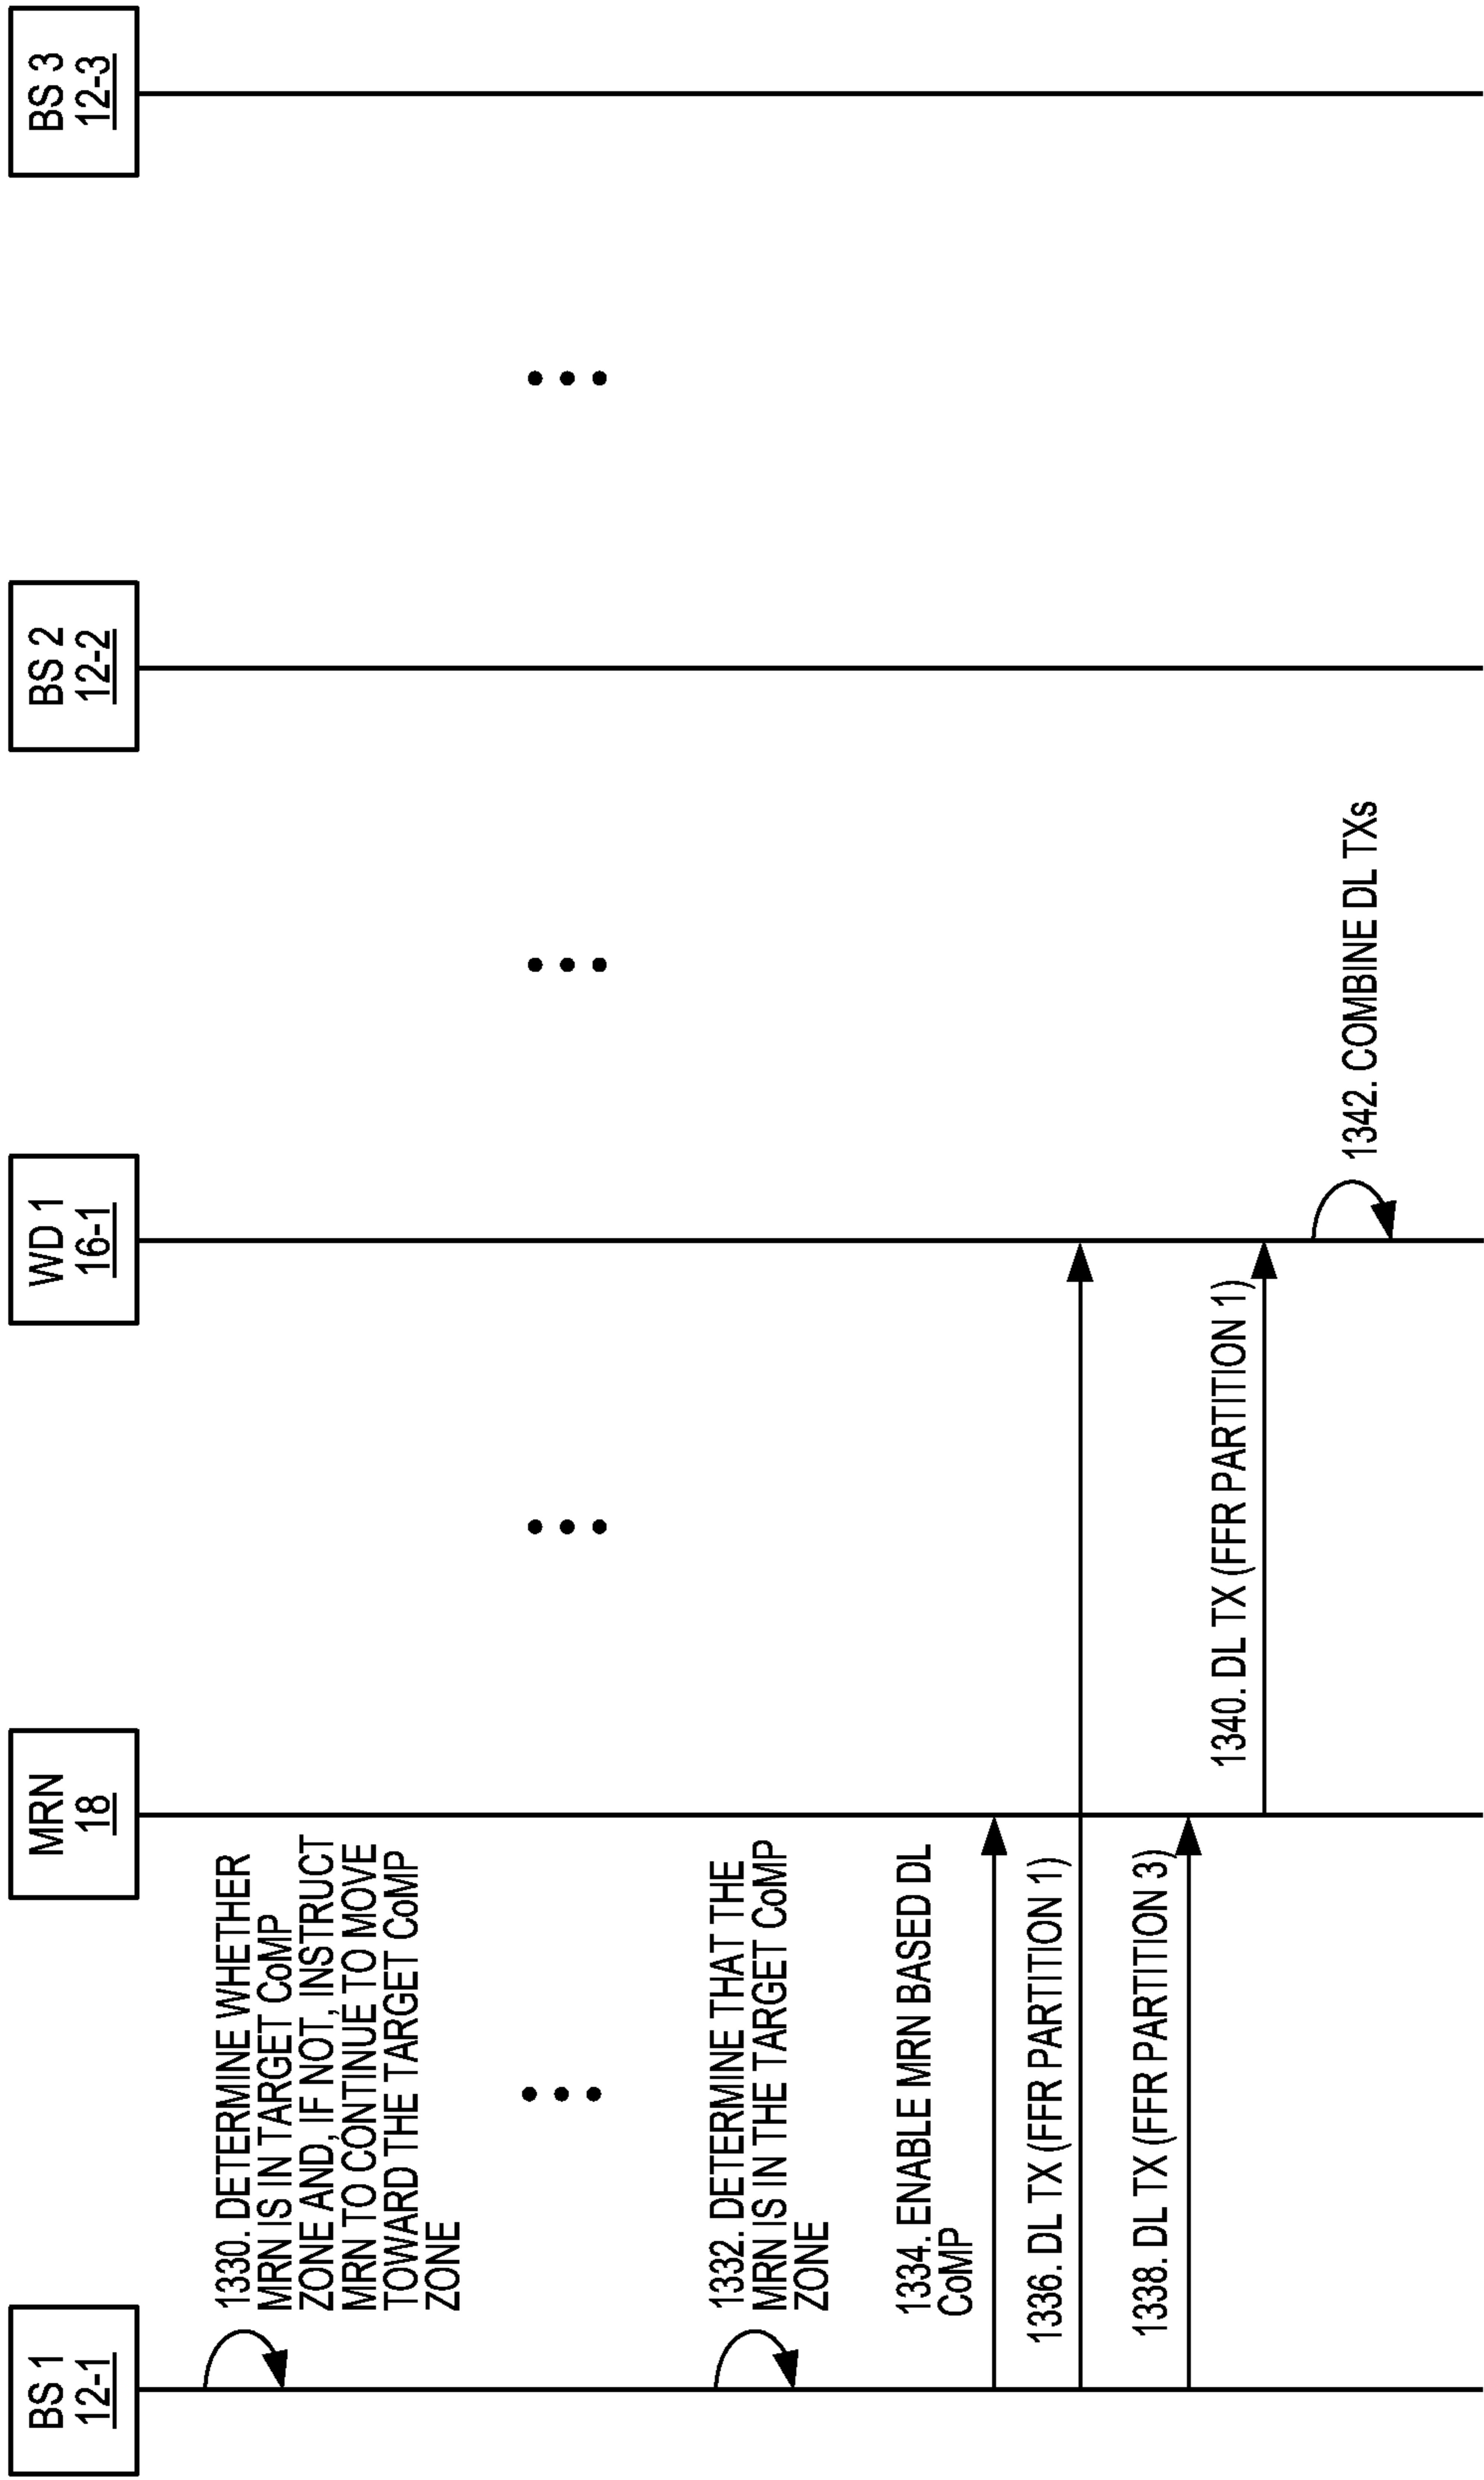 BS 1
12-1
MRN
18
WD 1
16-1
BS 2
12-2
BS 3
12-3
1330. DETERMINE WHETHER
MRN IS IN TARGET CoMP
ZONE AND, IF NOT, INSTRUCT
MRN TO CONTINUE TO MOVE
TOWARD THE TARGET CoMP
ZONE
1332. DETERMINE THAT THE
MRN IS IN THE TARGET CoMP
ZONE
1334. ENABLE MRN BASED DL
CoMP
1336. DL TX (FFR PARTITION 1)
1338. DL TX (FFR PARTITION 3)
1340. DL TX (FFR PARTITION 1)
1342. COMBINE DL TXs